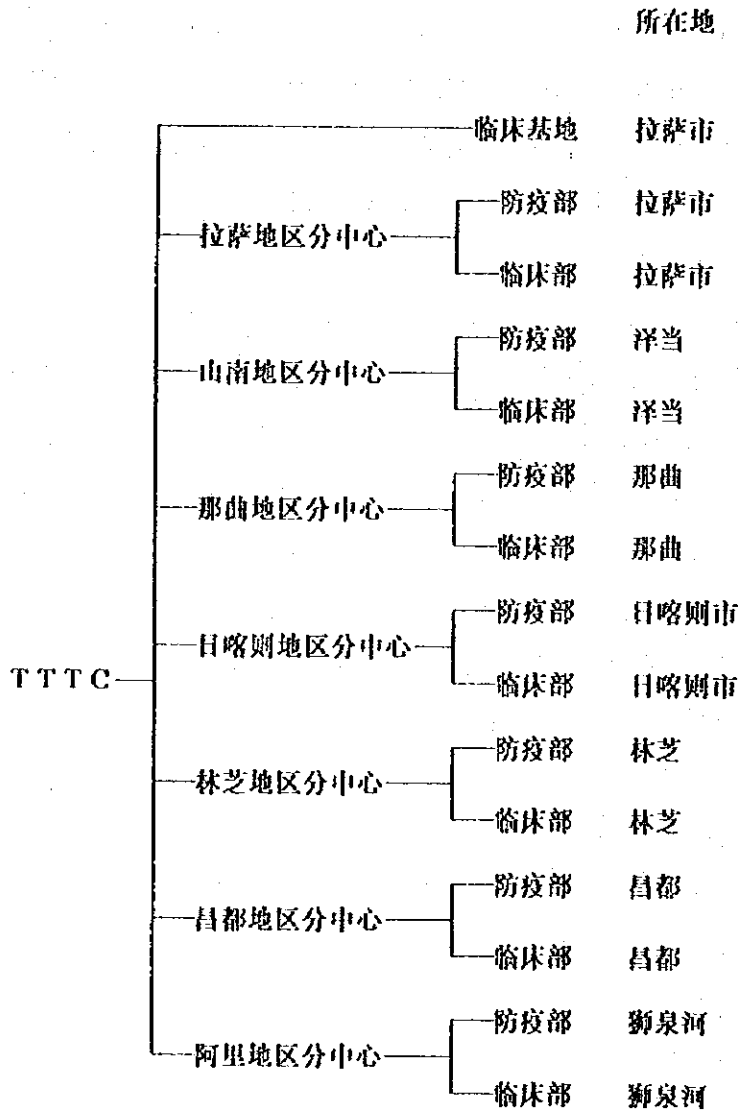 所在地
临床基地 拉萨市
防疫部 拉萨市
拉萨地区分中心
临床部 拉萨市
防疫部 泽当
山南地区分中心
临床部 泽当
防疫部 那曲
那曲地区分中心
临床部 那曲
防疫部 日喀则市
日喀则地区分中心
TTTC
临床部 日喀则市
防疫部 林芝
林芝地区分中心
临床部 林芝
防疫部 昌都
昌都地区分中心
临床部 昌都
防疫部 狮泉河
阿里地区分中心
临床部 狮泉河